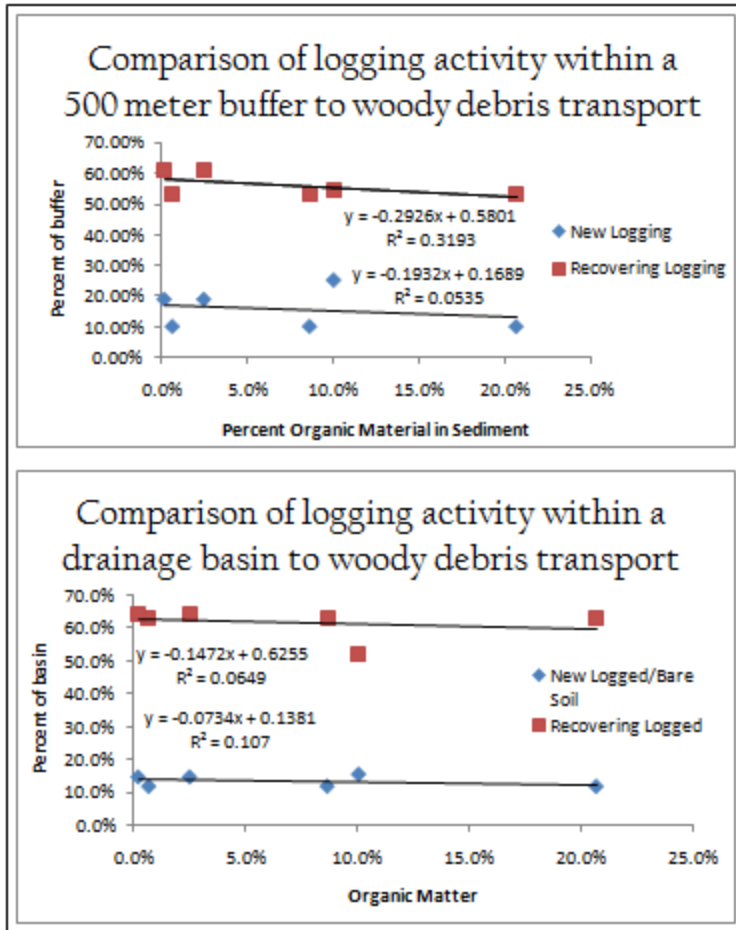 Comparison of logging activity within a
500 meter buffer to woody debris transport
70.00%
60.00%
50.00%
40.00%
30.00%
20.00%
10.00%
0.00%
Percent of buffer
y = -0.2926x + 0.5801
R² = 0.3193
y = -0.1932x + 0.1689
R² = 0.0535
New Logging
Recovering Logging
0.0% 5.0% 10.0% 15.0% 20.0% 25.0%
Percent Organic Material in Sediment
Comparison of logging activity within a
drainage basin to woody debris transport
70.0%
60.0%
50.0%
40.0%
30.0%
20.0%
10.0%
0.0%
Percent of basin
y = -0.1472x + 0.6255
R² = 0.0649
y = -0.0734x + 0.1381
R² = 0.107
New Logged/Bare
Soil
Recovering Logged
0.0% 5.0% 10.0% 15.0% 20.0% 25.0%
Organic Matter